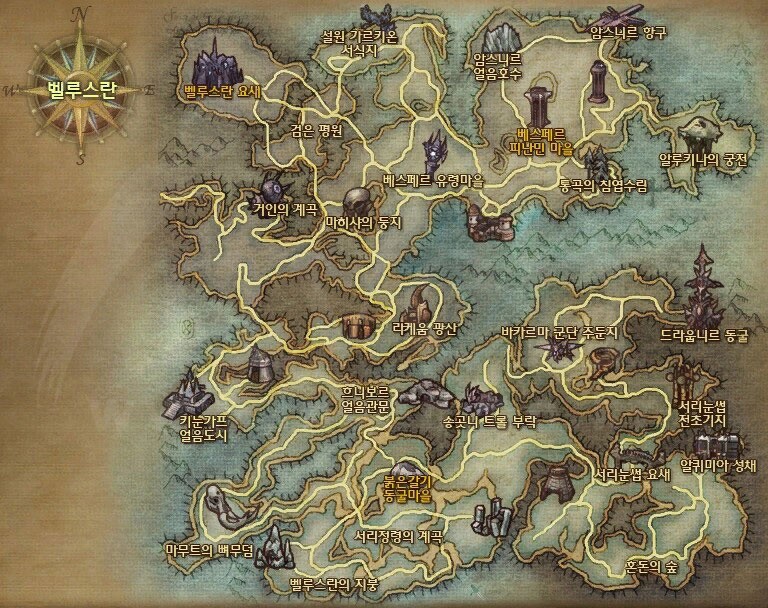 N
W
벨루스란
E
S
설원 가르키온
서식지
암스니르 항구
암스니르
얼음호수
벨루스란 요새
검은 평원
베스페르
피난민 마을
알루키나의 궁전
베스페르 유령마을
통곡의 침엽수림
거인의 계곡
마히샤의 둥지
라케움 광산
바카르마 군단 주둔지
드라웁니르 동굴
흐니보르
얼음관문
키둔카프
얼음도시
송곳니 트롤 부락
서리눈썹
전초기지
서리눈썹 요새
알퀴미아 성채
붉은갈기
동굴마을
서리정령의 계곡
마무트의 뼈무덤
벨루스란의 지붕
혼돈의 숲